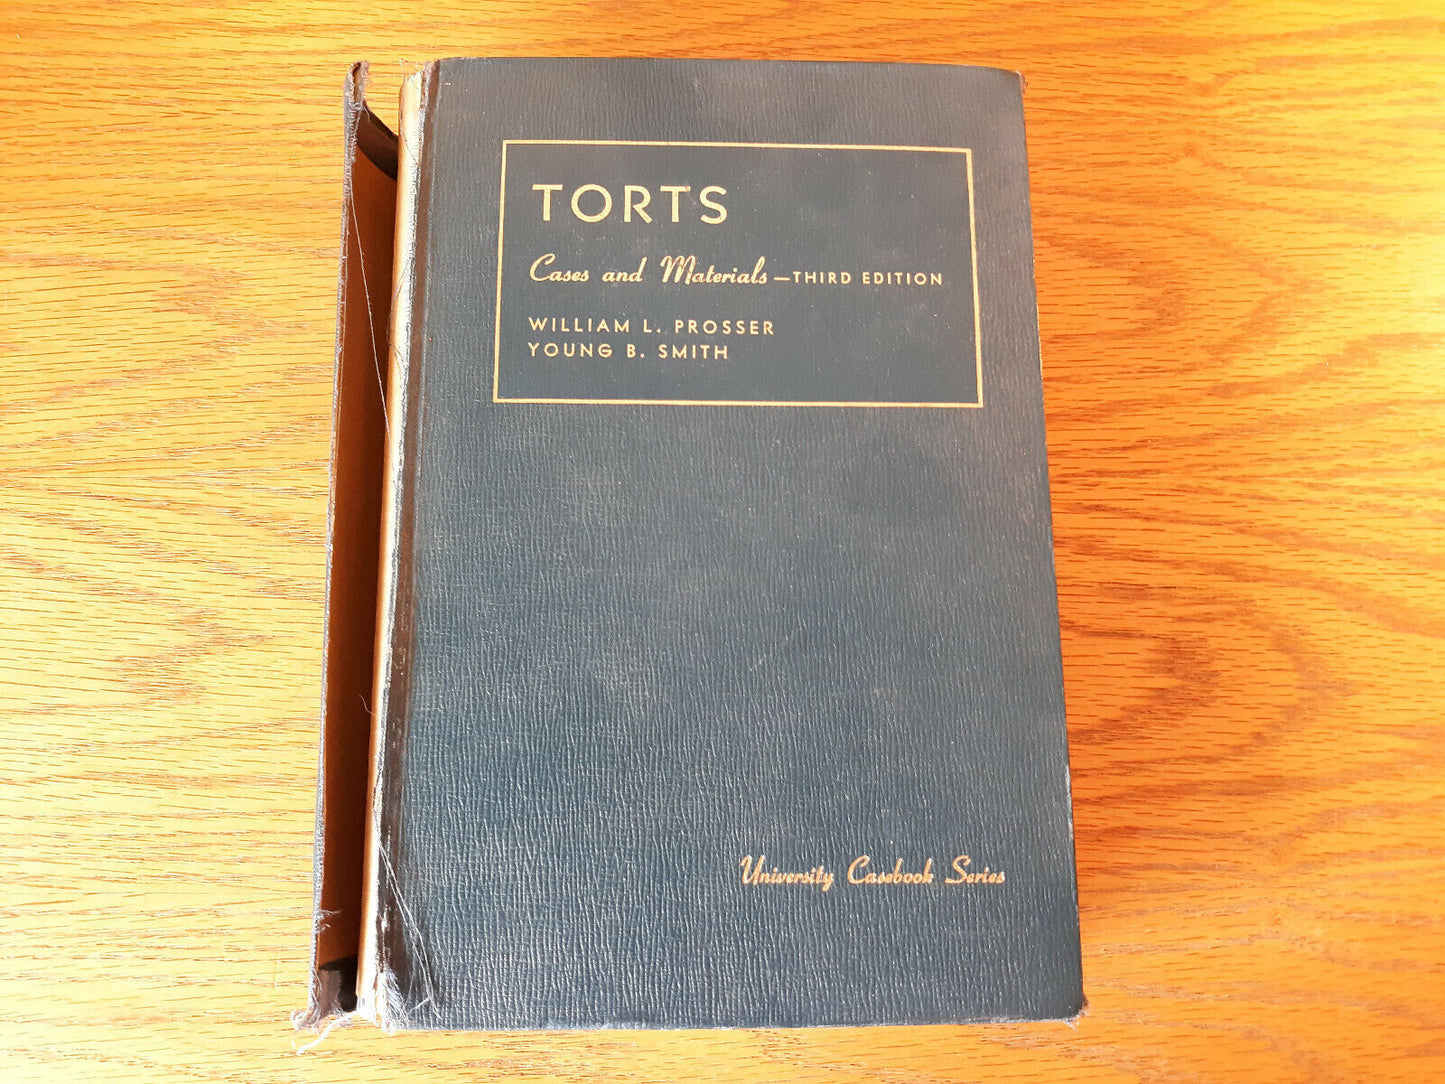 TORTS
Cases and Materials—THIRD EDITION
WILLIAM L. PROSSER
YOUNG B. SMITH
University Casebook Series